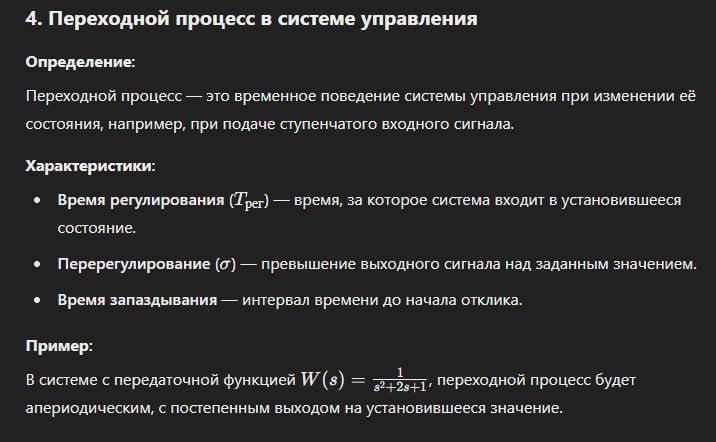 4. Переходной процесс в системе управления
Определение:
Переходной процесс — это временное поведение системы управления при изменении её
состояния, например, при подаче ступенчатого входного сигнала.
Характеристики:
• Время регулирования (T_рег) — время, за которое система входит в установившееся
состояние.
• Перерегулирование (σ) — превышение выходного сигнала над заданным значением.
• Время запаздывания — интервал времени до начала отклика.
Пример:
В системе с передаточной функцией W(s) = 1/(s²+2s+1), переходной процесс будет
апериодическим, с постепенным выходом на установившееся значение.